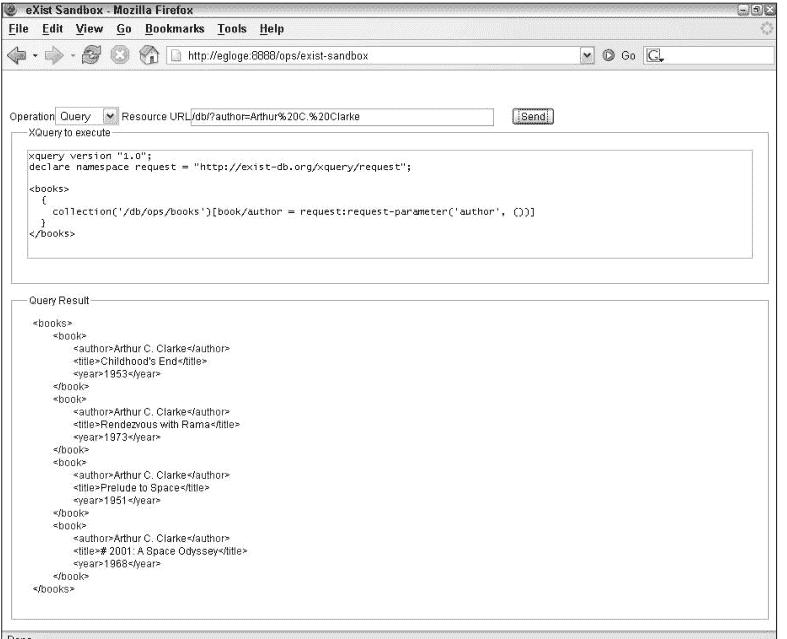 eXist Sandbox - Mozilla Firefox
File Edit View Go Bookmarks Tools Help
http://egloge:8888/ops/exist-sandbox Go G
Operation Query Resource URL /db/?author=Arthur%20C.%20Clarke Send
XQuery to execute
xquery version "1.0";
declare namespace request = "http://exist-db.org/xquery/request";
<books>
{
collection('/db/ops/books')[book/author = request:request-parameter('author', ())]
}
</books>
Query Result
<books>
<book>
<author>Arthur C. Clarke</author>
<title>Childhood's End</title>
<year>1953</year>
</book>
<book>
<author>Arthur C. Clarke</author>
<title>Rendezvous with Rama</title>
<year>1973</year>
</book>
<book>
<author>Arthur C. Clarke</author>
<title>Prelude to Space</title>
<year>1951</year>
</book>
<book>
<author>Arthur C. Clarke</author>
<title># 2001: A Space Odyssey</title>
<year>1968</year>
</book>
</books>